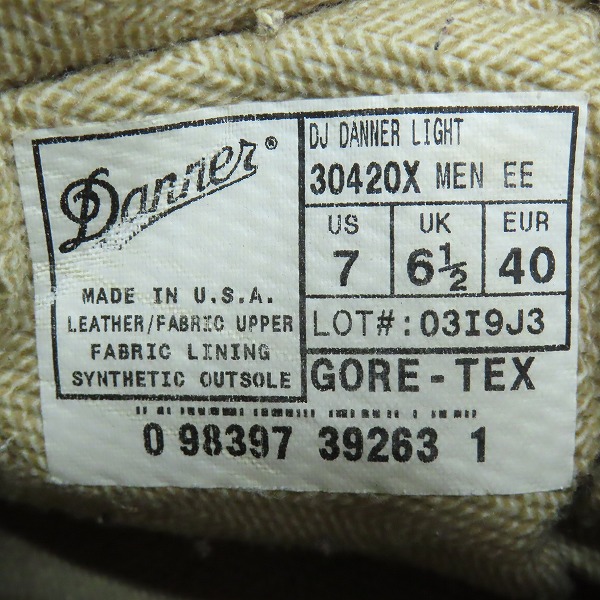 Danner®
MADE IN U.S.A.
LEATHER/FABRIC UPPER
FABRIC LINING
SYNTHETIC OUTSOLE
DJ DANNER LIGHT
30420X MEN EE
US UK EUR
7 6½ 40
LOT#:03I9J3
GORE-TEX
0 98397 39263 1